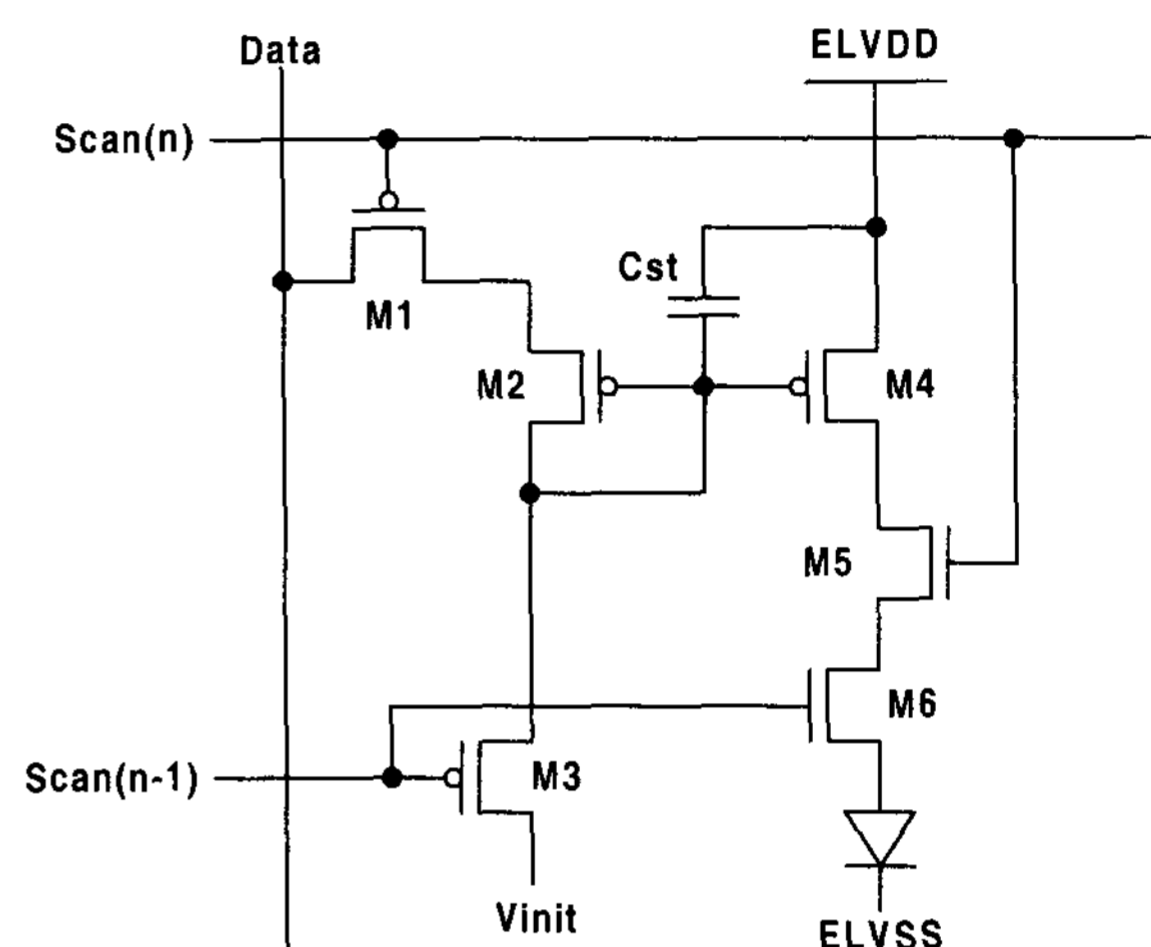 Data
ELVDD
Scan(n)
Cst
M1
M2
M4
M5
M6
Scan(n-1)
M3
Vinit
ELVSS